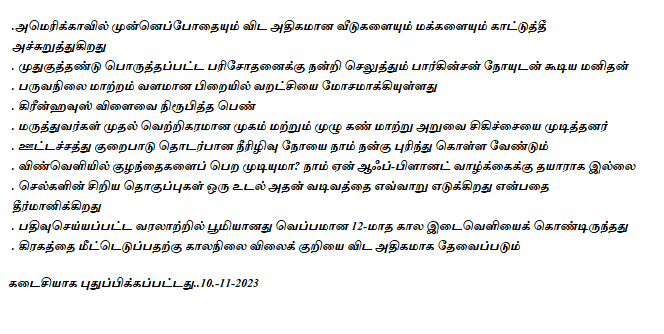 .அமெரிக்காவில் முன்னெப்போதையும் விட அதிகமான வீடுகளையும் மக்களையும் காட்டுத்தீ
அச்சுறுத்துகிறது
. முதுகுத்தண்டு பொருத்தப்பட்ட பரிசோதனைக்கு நன்றி செலுத்தும் பார்கின்சன் நோயுடன் கூடிய மனிதன்
. பருவநிலை மாற்றம் வளமான பிறையில் வறட்சியை மோசமாக்கியுள்ளது
. கிரீன்ஹவுஸ் விளைவை நிரூபித்த பெண்
. மருத்துவர்கள் முதல் வெற்றிகரமான முகம் மற்றும் முழு கண் மாற்று அறுவை சிகிச்சையை முடித்தனர்
. ஊட்டச்சத்து குறைபாடு தொடர்பான நீரிழிவு நோயை நாம் நன்கு புரிந்து கொள்ள வேண்டும்
. விண்வெளியில் குழந்தைகளைப் பெற முடியுமா? நாம் ஏன் ஆஃப்-பிளானட் வாழ்க்கைக்கு தயாராக இல்லை
. செல்களின் சிறிய தொகுப்புகள் ஒரு உடல் அதன் வடிவத்தை எவ்வாறு எடுக்கிறது என்பதை
தீர்மானிக்கிறது
. பதிவுசெய்யப்பட்ட வரலாற்றில் பூமியானது வெப்பமான 12-மாத கால இடைவெளியைக் கொண்டிருந்தது
. கிரகத்தை மீட்டெடுப்பதற்கு காலநிலை விலைக் குறியை விட அதிகமாக தேவைப்படும்
கடைசியாக புதுப்பிக்கப்பட்டது..10.-11-2023